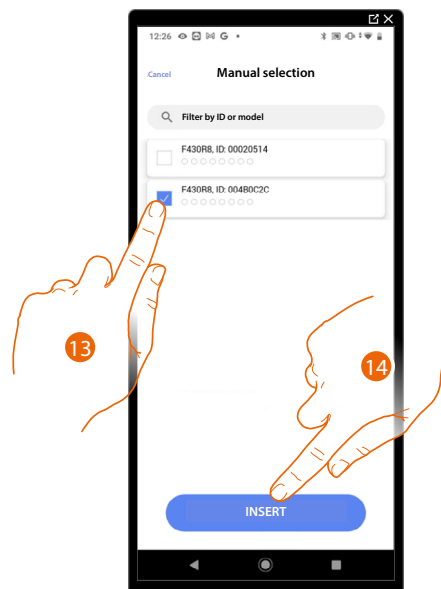 12:26 G
Cancel
Manual selection
Filter by ID or model
F430R8, ID: 00020514
F430R8, ID: 004B0C2C
13
14
INSERT